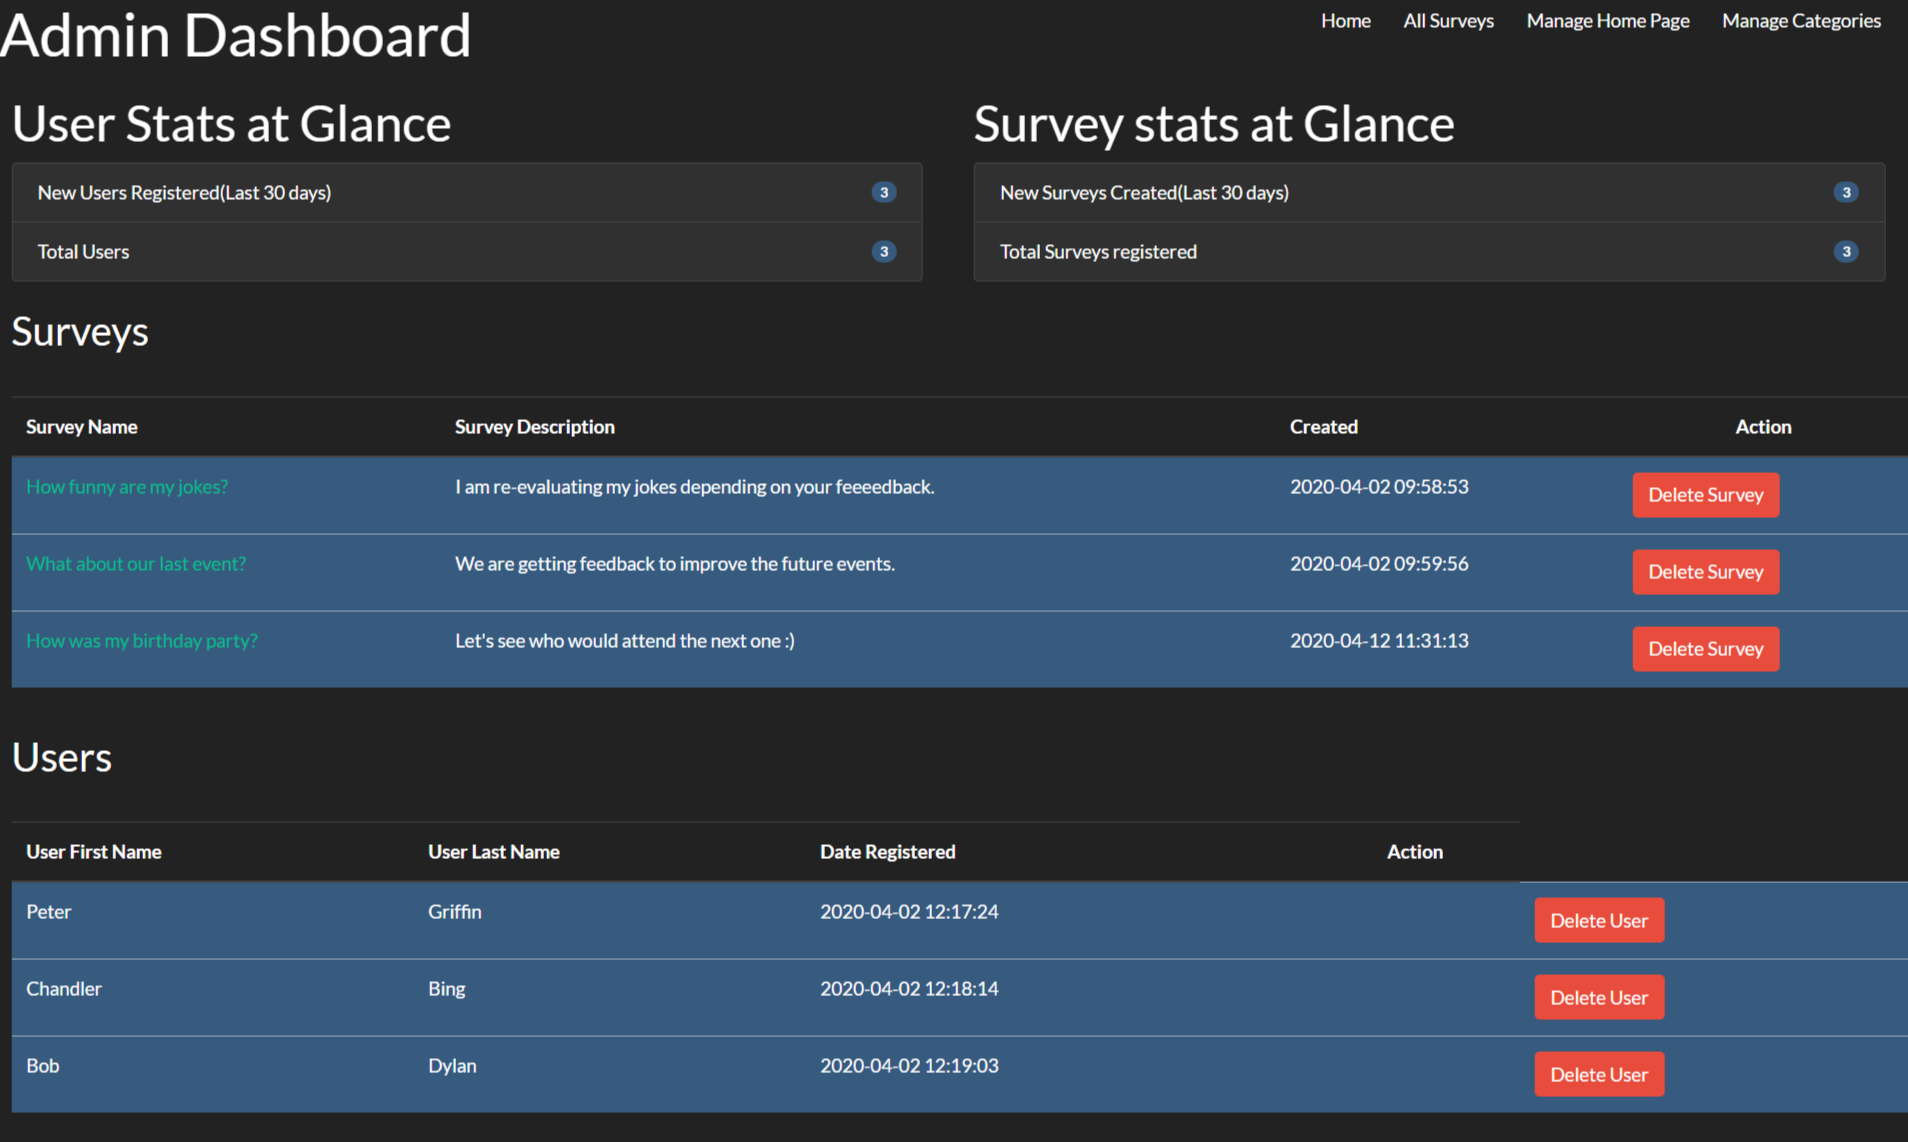 Admin Dashboard
Home All Surveys Manage Home Page Manage Categories
User Stats at Glance
New Users Registered(Last 30 days) 3
Total Users 3
Survey stats at Glance
New Surveys Created(Last 30 days) 3
Total Surveys registered 3
Surveys
Survey Name Survey Description Created Action
How funny are my jokes? I am re-evaluating my jokes depending on your feeeedback. 2020-04-02 09:58:53 Delete Survey
What about our last event? We are getting feedback to improve the future events. 2020-04-02 09:59:56 Delete Survey
How was my birthday party? Let's see who would attend the next one :) 2020-04-12 11:31:13 Delete Survey
Users
User First Name User Last Name Date Registered Action
Peter Griffin 2020-04-02 12:17:24 Delete User
Chandler Bing 2020-04-02 12:18:14 Delete User
Bob Dylan 2020-04-02 12:19:03 Delete User